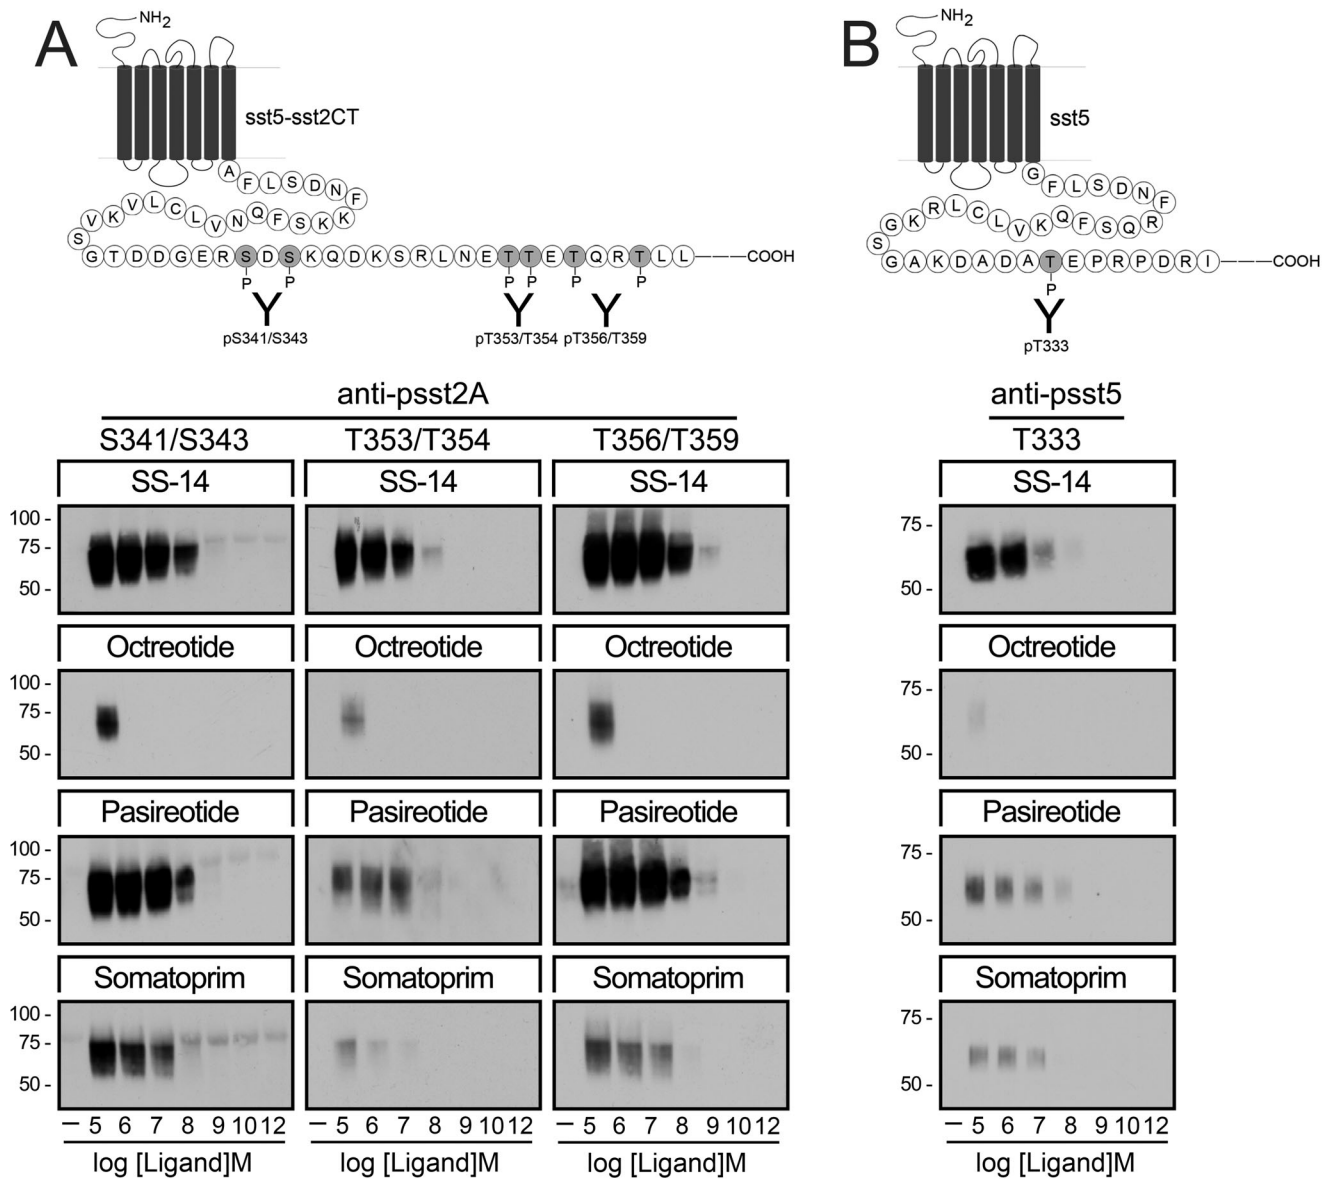 A
NH2
sst5-sst2CT
A F L S D N F
V K V L C L V N Q F S K K
S
G T D D G E R S D S K Q D K S R L N E T T E T Q R T L L COOH
P P P P P P
pS341/S343 pT353/T354 pT356/T359
B
NH2
sst5
G F L S D N F
G K R L C L V K Q F S Q R
S
G A K D A D A T E P R P D R I COOH
P
pT333
anti-psst2A
S341/S343 T353/T354 T356/T359
SS-14 SS-14 SS-14
100 -
75 -
50 -
Octreotide Octreotide Octreotide
100 -
75 -
50 -
Pasireotide Pasireotide Pasireotide
100 -
75 -
50 -
Somatoprim Somatoprim Somatoprim
100 -
75 -
50 -
– 5 6 7 8 9 10 12 – 5 6 7 8 9 10 12 – 5 6 7 8 9 10 12
log [Ligand]M log [Ligand]M log [Ligand]M
anti-psst5
T333
SS-14
75 -
50 -
Octreotide
75 -
50 -
Pasireotide
75 -
50 -
Somatoprim
75 -
50 -
– 5 6 7 8 9 10 12
log [Ligand]M